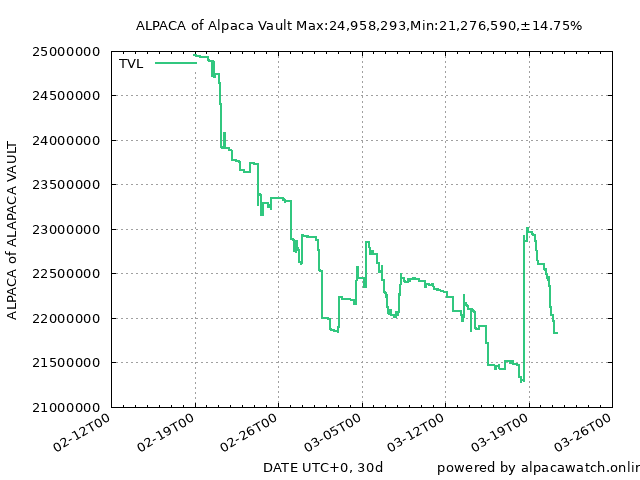 ALPACA of Alpaca Vault Max:24,958,293,Min:21,276,590,±14.75%
TVL
25000000
24500000
24000000
23500000
23000000
22500000
22000000
21500000
21000000
ALPACA of ALAPACA VAULT
02-12T00
02-19T00
02-26T00
03-05T00
03-12T00
03-19T00
03-26T00
DATE UTC+0, 30d
powered by alpacawatch.onlin